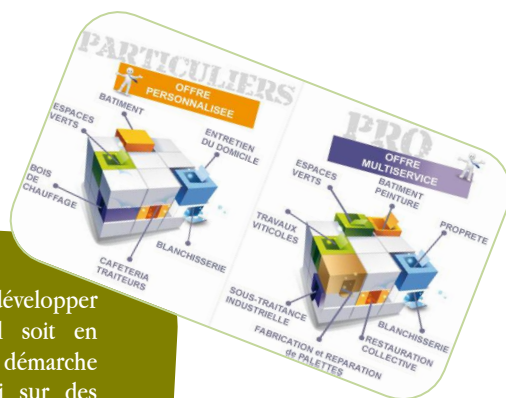 PARTICULIERS
OFFRE
PERSONNALISEE
BATIMENT
ESPACES
VERTS
ENTRETIEN
DU DOMICILE
BOIS
DE
CHAUFFAGE
BLANCHISSERIE
CAFETERIA
TRAITEURS
PRO
OFFRE
MULTISERVICE
ESPACES
VERTS
BATIMENT
PEINTURE
PROPRETE
TRAVAUX
VITICOLES
SOUS-TRAITANCE
INDUSTRIELLE
BLANCHISSERIE
RESTAURATION
COLLECTIVE
FABRICATION et REPARATION
de PALETTES
développer
soit en
démarche
sur des